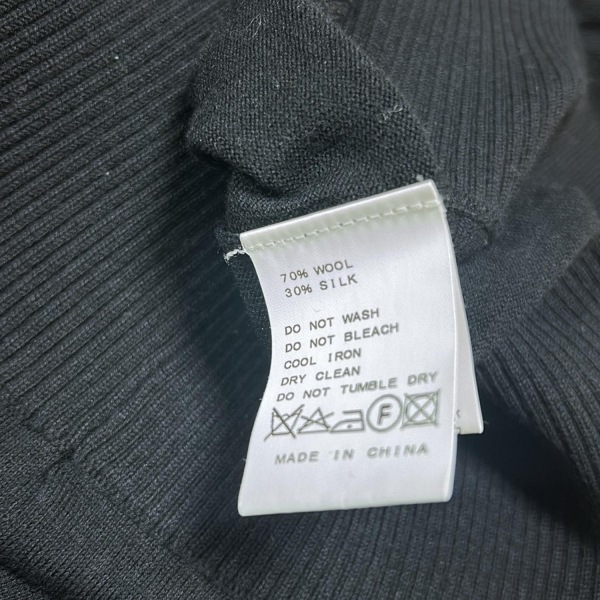 70% WOOL
30% SILK
DO NOT WASH
DO NOT BLEACH
COOL IRON
DRY CLEAN
DO NOT TUMBLE DRY
F
MADE IN CHINA
K